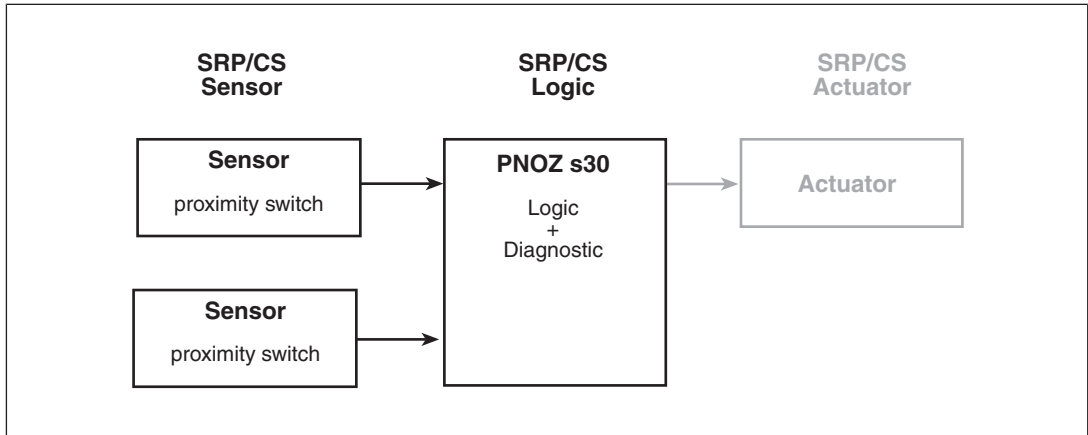 SRP/CS
Sensor
SRP/CS
Logic
SRP/CS
Actuator
Sensor
proximity switch
PNOZ s30
Logic
+
Diagnostic
Actuator
Sensor
proximity switch